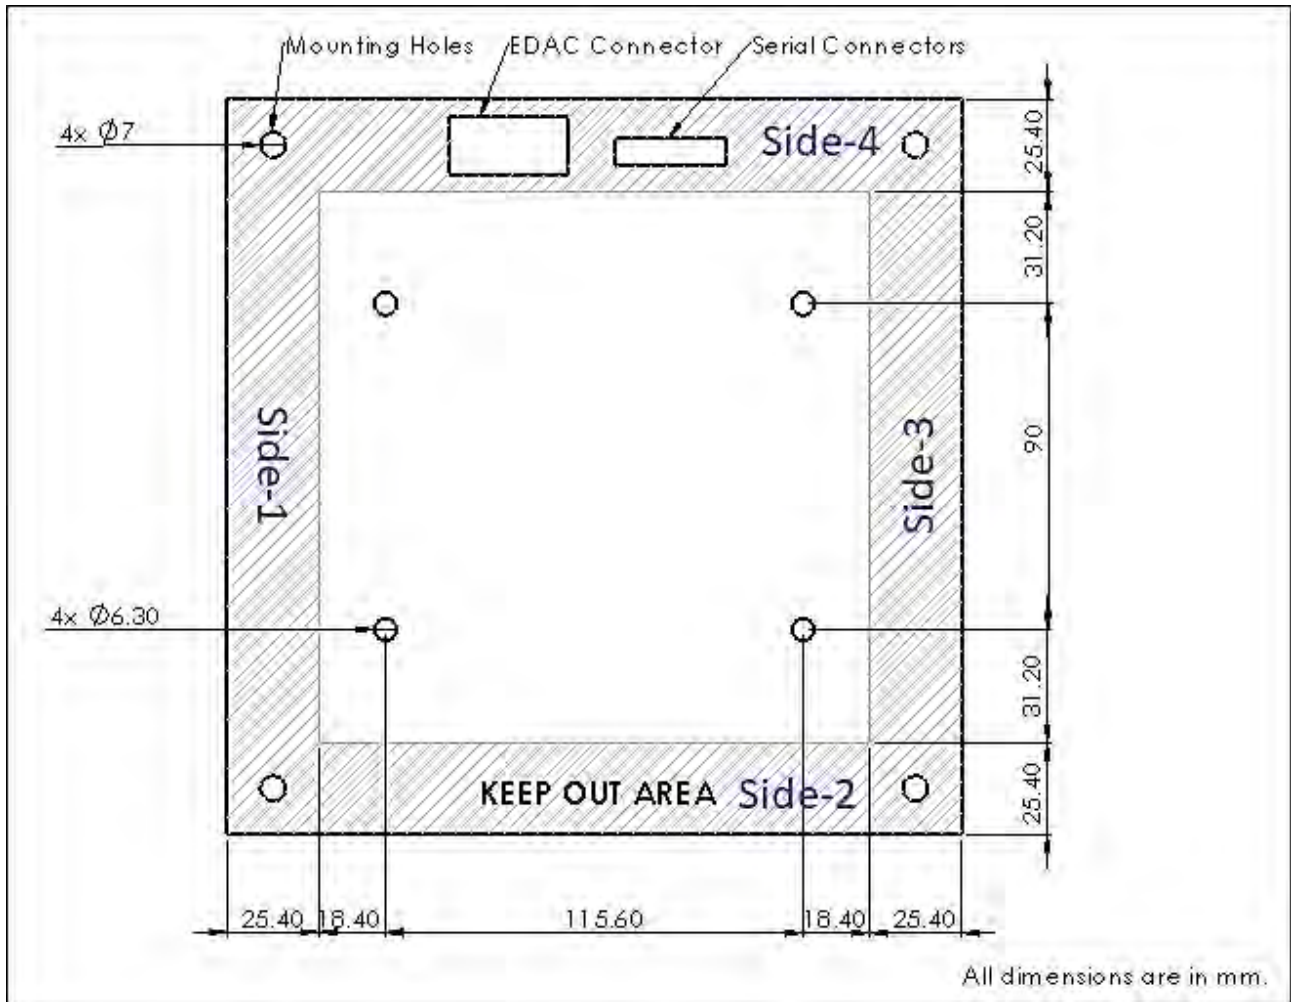 Mounting Holes
EDAC Connector
Serial Connectors
4x Ø7
Side-4
25.40
31.20
Side-1
Side-3
90
4x Ø6.30
31.20
KEEP OUT AREA
Side-2
25.40
25.40
18.40
115.60
18.40
25.40
All dimensions are in mm.